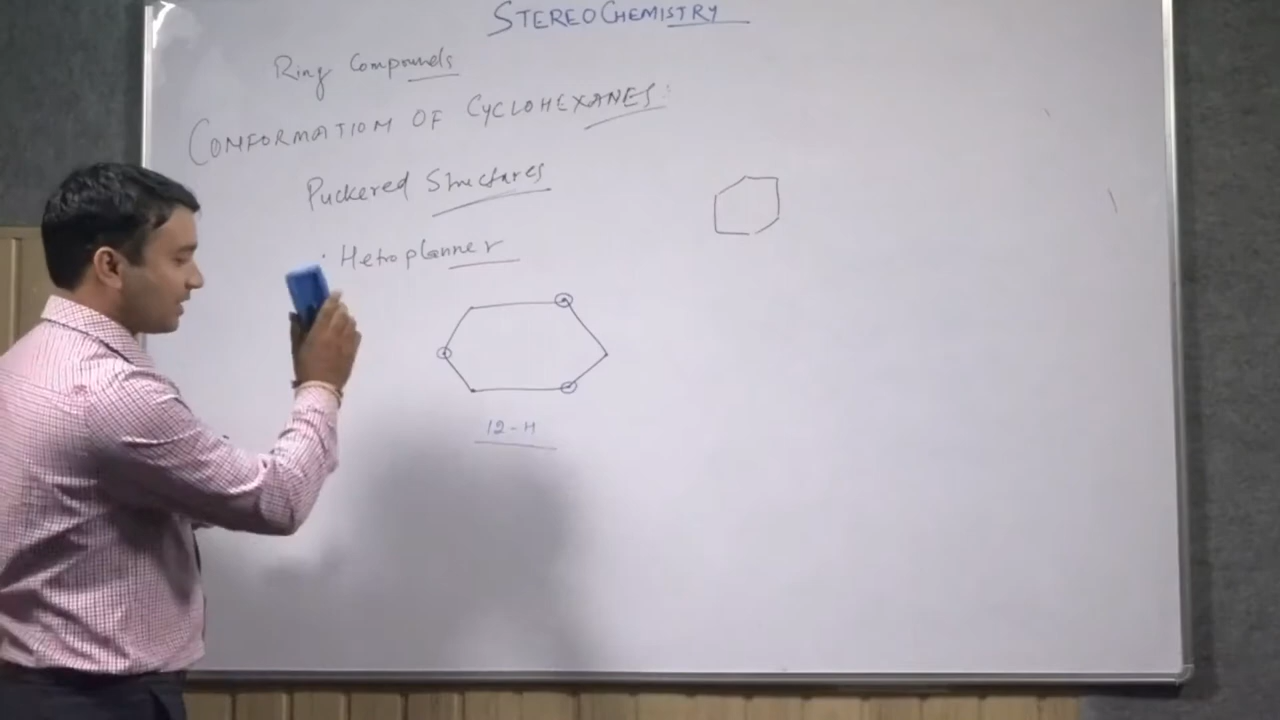 STEREOCHEMISTRY
Ring Compounds
CONFORMATION OF CYCLOHEXANES:
Puckered Structures
• Hetroplanner
12-H